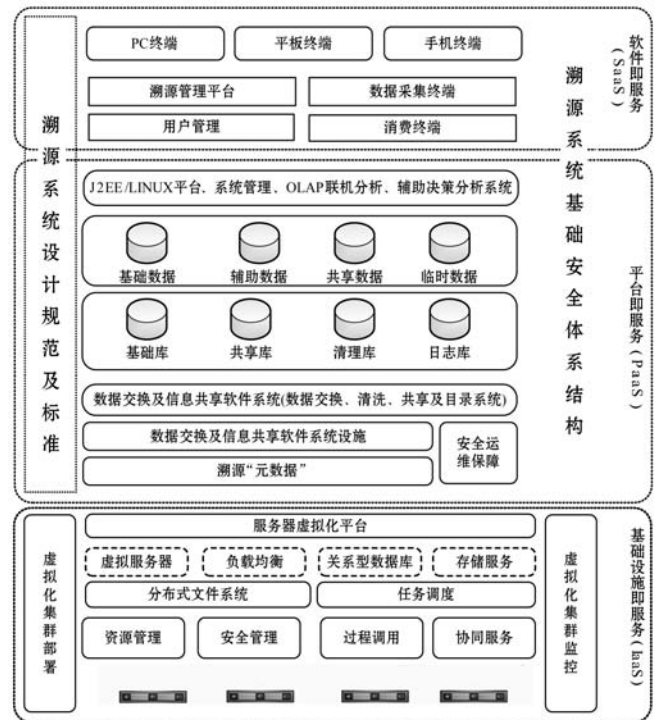 PC终端
平板终端
手机终端
溯源管理平台
数据采集终端
用户管理
消费终端
软件即服务(SaaS)
溯源系统设计规范及标准
溯源系统基础安全体系结构
J2EE/LINUX平台、系统管理、OLAP联机分析、辅助决策分析系统
基础数据
辅助数据
共享数据
临时数据
基础库
共享库
清理库
日志库
数据交换及信息共享软件系统(数据交换、清洗、共享及目录系统)
数据交换及信息共享软件系统设施
溯源“元数据”
安全运
维保障
平台即服务(PaaS)
服务器虚拟化平台
虚拟服务器
负载均衡
关系型数据库
存储服务
分布式文件系统
任务调度
资源管理
安全管理
过程调用
协同服务
虚拟化集群部署
虚拟化集群监控
基础设施即服务(IaaS)